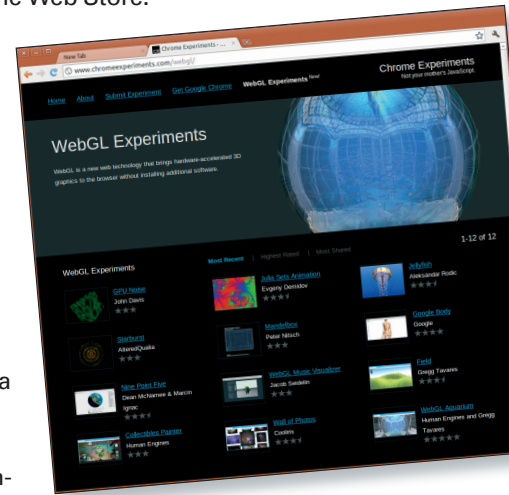 ne Web Store.
New Tab
Chrome Experiments - ...
www.chromeexperiments.com/webgl/
Home About Submit Experiment Get Google Chrome WebGL Experiments New!
Chrome Experiments
Not your mother's JavaScript.
WebGL Experiments
WebGL is a new web technology that brings hardware-accelerated 3D
graphics to the browser without installing additional software.
WebGL Experiments
Most Recent | Highest Rated | Most Shared
1-12 of 12
GPU Noise
John Davis
Julia Sets Animation
Evgeny Demidov
Jellyfish
Aleksandar Rodic
Starburst
AlteredQualia
Mandelbox
Peter Nitsch
Google Body
Google
Nine Point Five
Dean McNamee & Marcin
Ignac
WebGL Music Visualizer
Jacob Seidelin
Field
Gregg Tavares
Collectibles Painter
Human Engines
Wall of Photos
Cooliris
WebGL Aquarium
Human Engines and Gregg
Tavares
a
n-